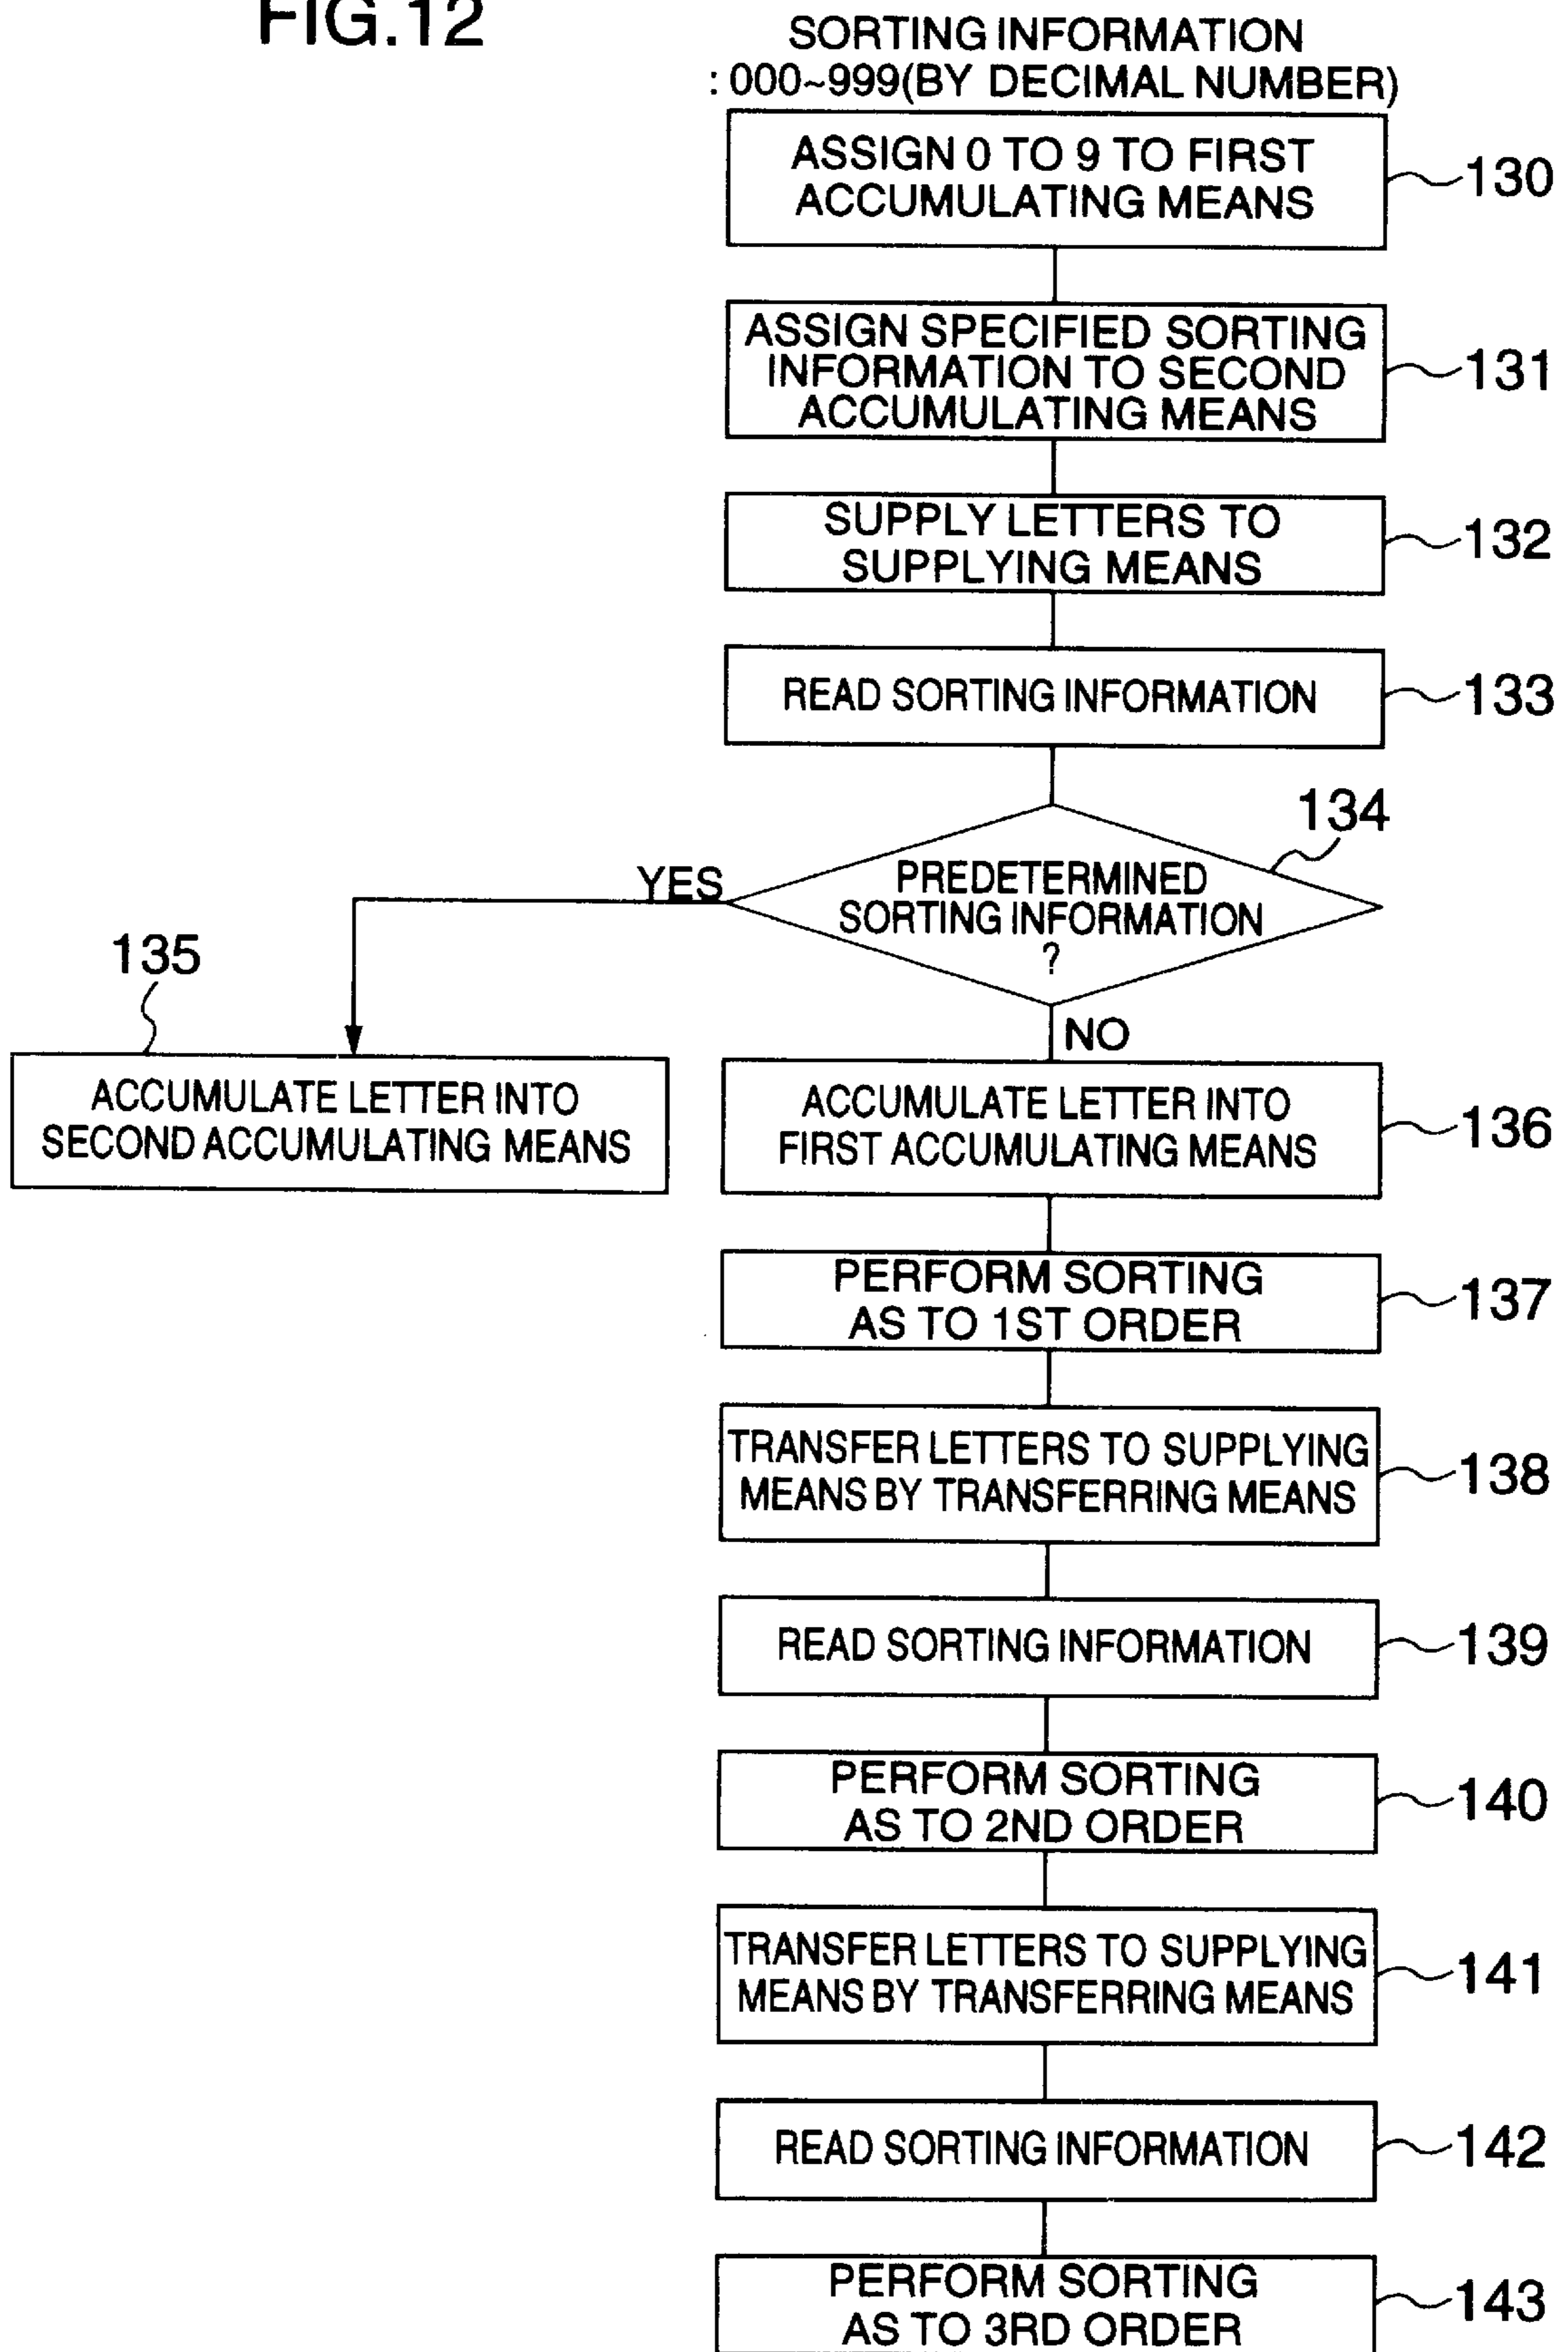 FIG.12
SORTING INFORMATION
: 000~999(BY DECIMAL NUMBER)
ASSIGN 0 TO 9 TO FIRST
ACCUMULATING MEANS
130
ASSIGN SPECIFIED SORTING
INFORMATION TO SECOND
ACCUMULATING MEANS
131
SUPPLY LETTERS TO
SUPPLYING MEANS
132
READ SORTING INFORMATION
133
134
PREDETERMINED
SORTING INFORMATION
?
YES
135
NO
ACCUMULATE LETTER INTO
SECOND ACCUMULATING MEANS
ACCUMULATE LETTER INTO
FIRST ACCUMULATING MEANS
136
PERFORM SORTING
AS TO 1ST ORDER
137
TRANSFER LETTERS TO SUPPLYING
MEANS BY TRANSFERRING MEANS
138
READ SORTING INFORMATION
139
PERFORM SORTING
AS TO 2ND ORDER
140
TRANSFER LETTERS TO SUPPLYING
MEANS BY TRANSFERRING MEANS
141
READ SORTING INFORMATION
142
PERFORM SORTING
AS TO 3RD ORDER
143